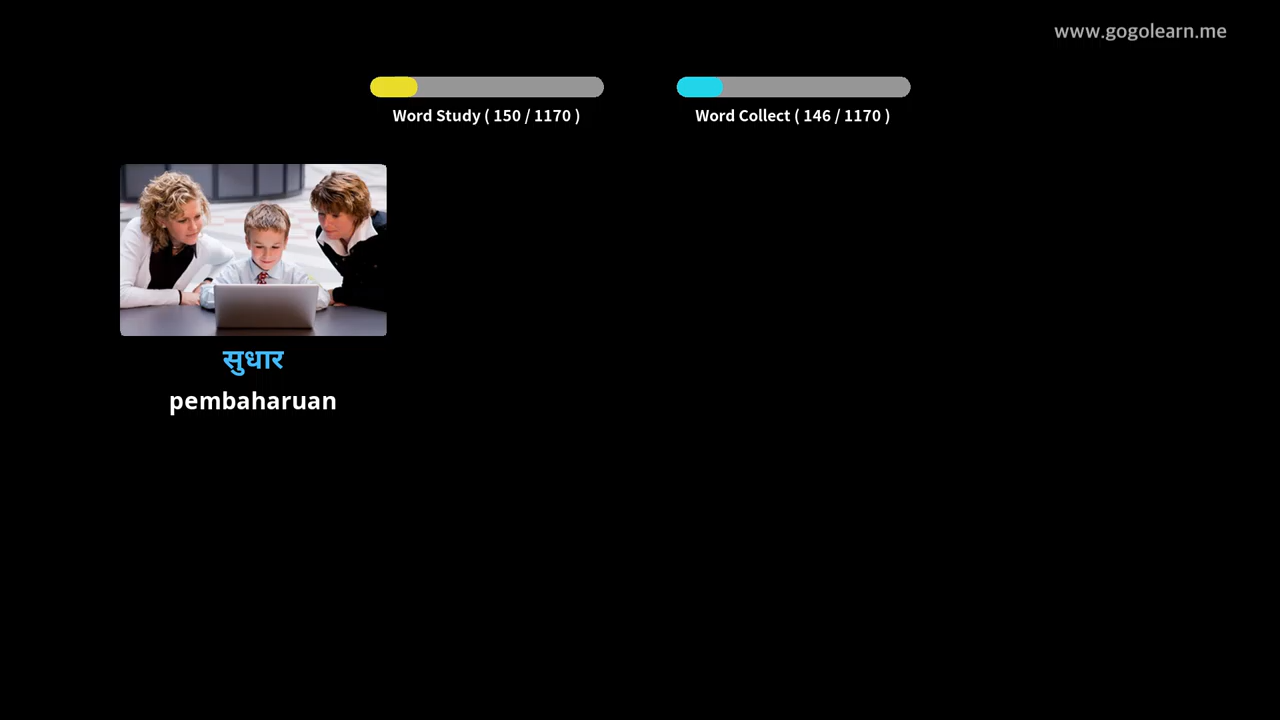 www.gogolearn.me
Word Study ( 150 / 1170 )
Word Collect ( 146 / 1170 )
सुधार
pembaharuan